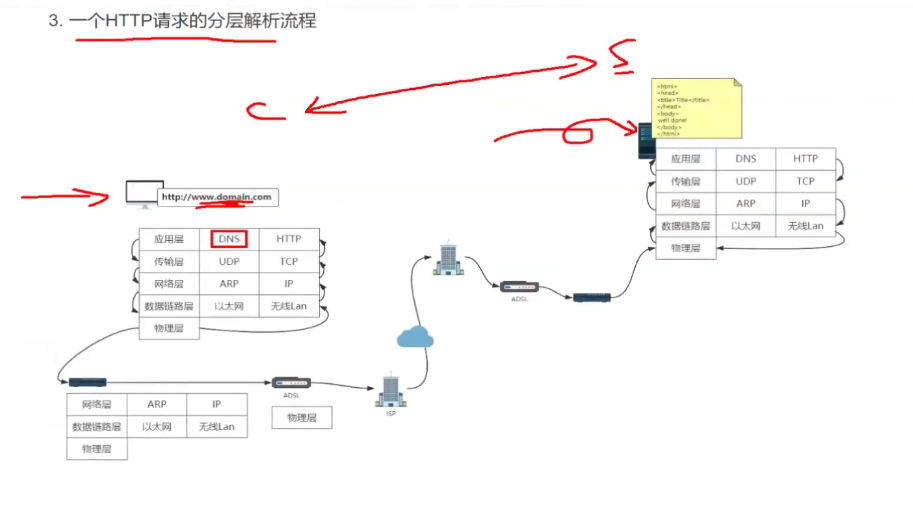 3. 一个HTTP请求的分层解析流程
C
S
<html>
<head>
<title>Title</title>
</head>
<body>
well done!
</body>
</html>
应用层 DNS HTTP
传输层 UDP TCP
网络层 ARP IP
数据链路层 以太网 无线Lan
物理层
http://www.domain.com
应用层 DNS HTTP
传输层 UDP TCP
网络层 ARP IP
数据链路层 以太网 无线Lan
物理层
ADSL
ADSL
ISP
网络层 ARP IP
数据链路层 以太网 无线Lan
物理层
物理层